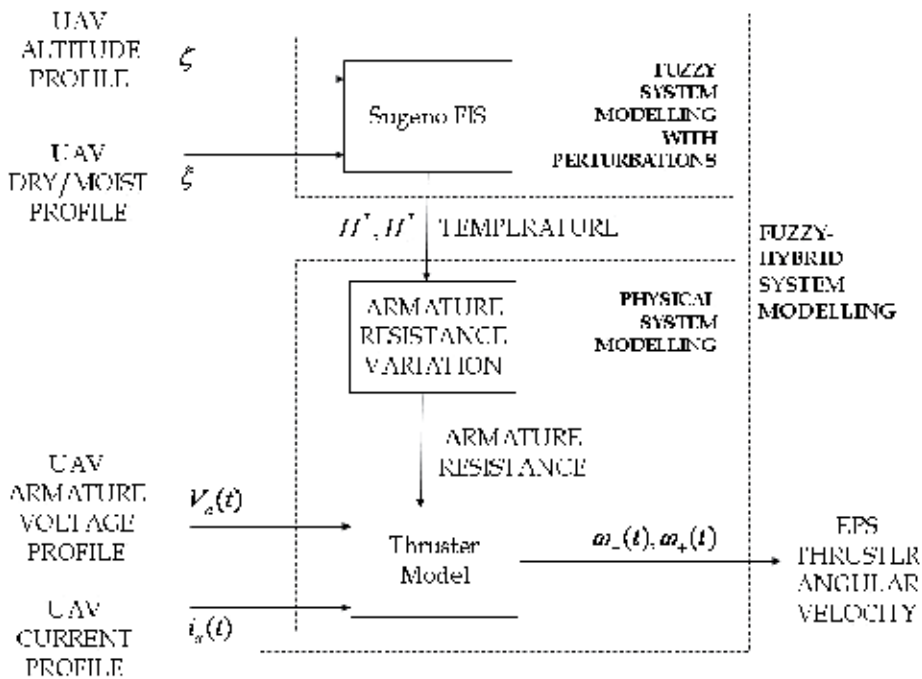 UAV
ALTITUDE
PROFILE
ζ
Sugeno FIS
FUZZY
SYSTEM
MODELLING
WITH
PERTURBATIONS
UAV
DRY/MOIST
PROFILE
ξ
TEMPERATURE
FUZZY-
HYBRID
SYSTEM
MODELLING
ARMATURE
RESISTANCE
VARIATION
PHYSICAL
SYSTEM
MODELLING
ARMATURE
RESISTANCE
UAV
ARMATURE
VOLTAGE
PROFILE
Vₐ(t)
Thruster
Model
ω₋(t), ω₊(t)
EPS
THRUSTER
ANGULAR
VELOCITY
UAV
CURRENT
PROFILE
iₐ(t)